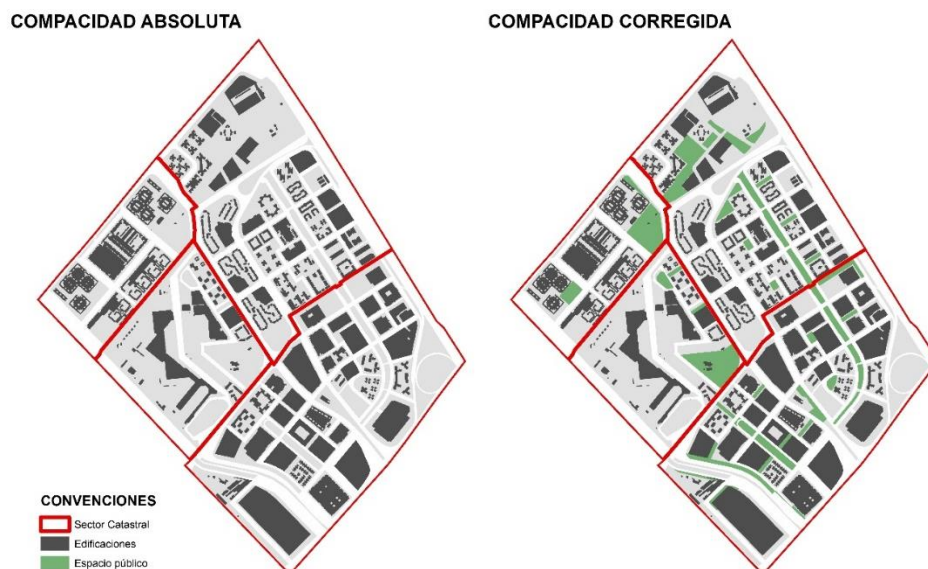 COMPACIDAD ABSOLUTA
COMPACIDAD CORREGIDA
CONVENCIONES
Sector Catastral
Edificaciones
Espacio público